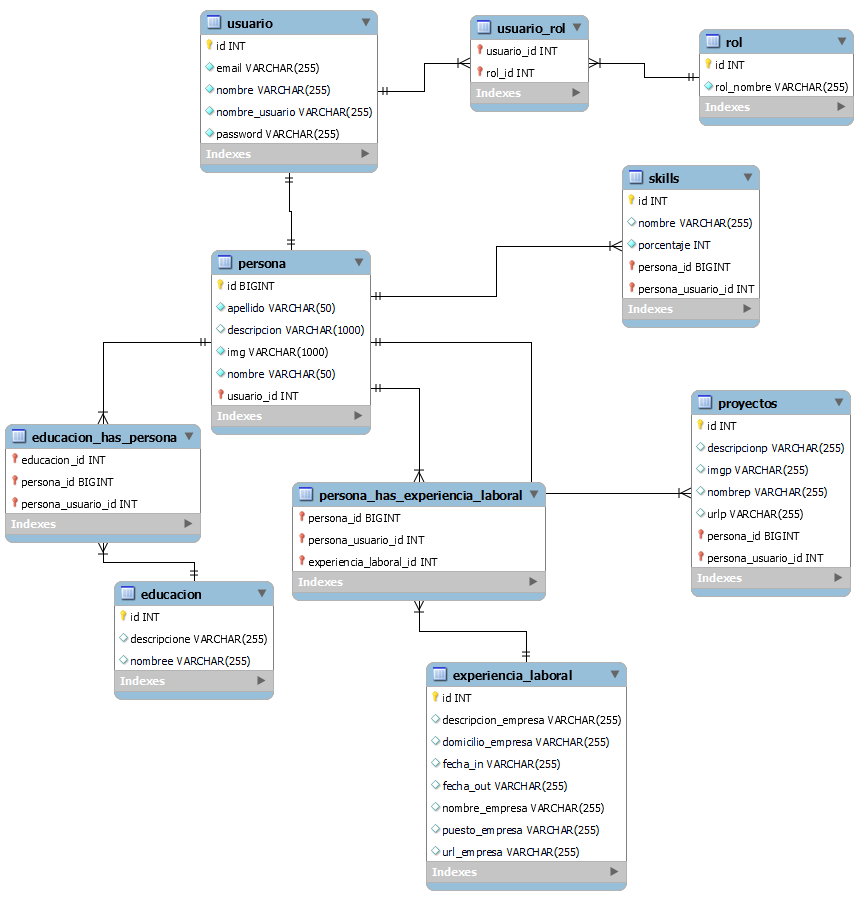 usuario
id INT
email VARCHAR(255)
nombre VARCHAR(255)
nombre_usuario VARCHAR(255)
password VARCHAR(255)
Indexes
usuario_rol
usuario_id INT
rol_id INT
Indexes
rol
id INT
rol_nombre VARCHAR(255)
Indexes
skills
id INT
nombre VARCHAR(255)
porcentaje INT
persona_id BIGINT
persona_usuario_id INT
Indexes
persona
id BIGINT
apellido VARCHAR(50)
descripcion VARCHAR(1000)
img VARCHAR(1000)
nombre VARCHAR(50)
usuario_id INT
Indexes
proyectos
id INT
descripcionp VARCHAR(255)
imgp VARCHAR(255)
nombrep VARCHAR(255)
urlp VARCHAR(255)
persona_id BIGINT
persona_usuario_id INT
Indexes
educacion_has_persona
educacion_id INT
persona_id BIGINT
persona_usuario_id INT
Indexes
persona_has_experiencia_laboral
persona_id BIGINT
persona_usuario_id INT
experiencia_laboral_id INT
Indexes
educacion
id INT
descripcione VARCHAR(255)
nombree VARCHAR(255)
Indexes
experiencia_laboral
id INT
descripcion_empresa VARCHAR(255)
domicilio_empresa VARCHAR(255)
fecha_in VARCHAR(255)
fecha_out VARCHAR(255)
nombre_empresa VARCHAR(255)
puesto_empresa VARCHAR(255)
url_empresa VARCHAR(255)
Indexes